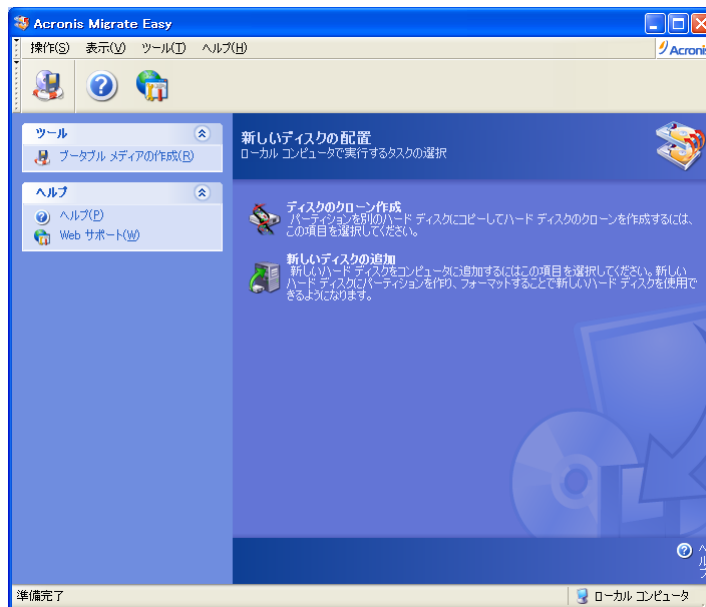 Acronis Migrate Easy
操作(S) 表示(V) ツール(T) ヘルプ(H)
Acronis
ツール
ブータブル メディアの作成(R)
ヘルプ
ヘルプ(P)
Web サポート(W)
新しいディスクの配置
ローカル コンピュータで実行するタスクの選択
ディスクのクローン作成
パーティションを別のハード ディスクにコピーしてハード ディスクのクローンを作成するには、
この項目を選択してください。
新しいディスクの追加
新しいハード ディスクをコンピュータに追加するにはこの項目を選択してください。新しい
ハード ディスクにパーティションを作り、フォーマットすることで新しいハード ディスクを使用で
きるようになります。
ヘルプ
準備完了
ローカル コンピュータ